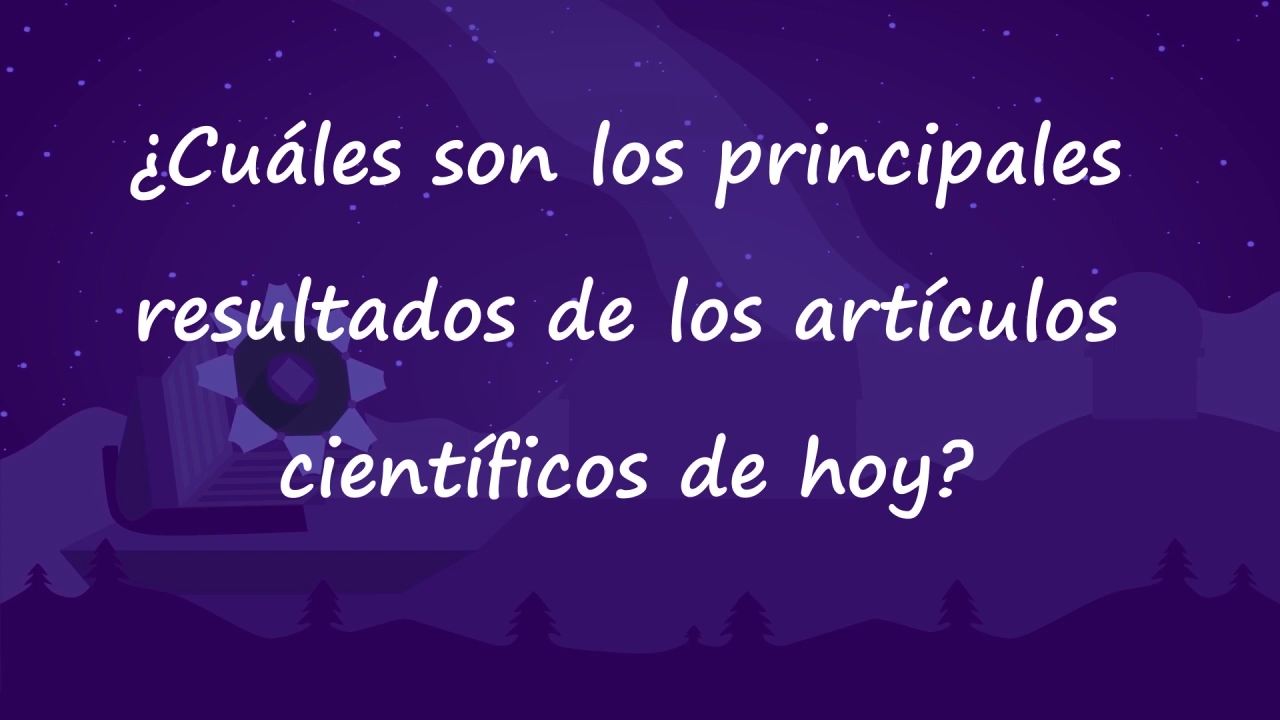 ¿Cuáles son los principales
resultados de los artículos
científicos de hoy?